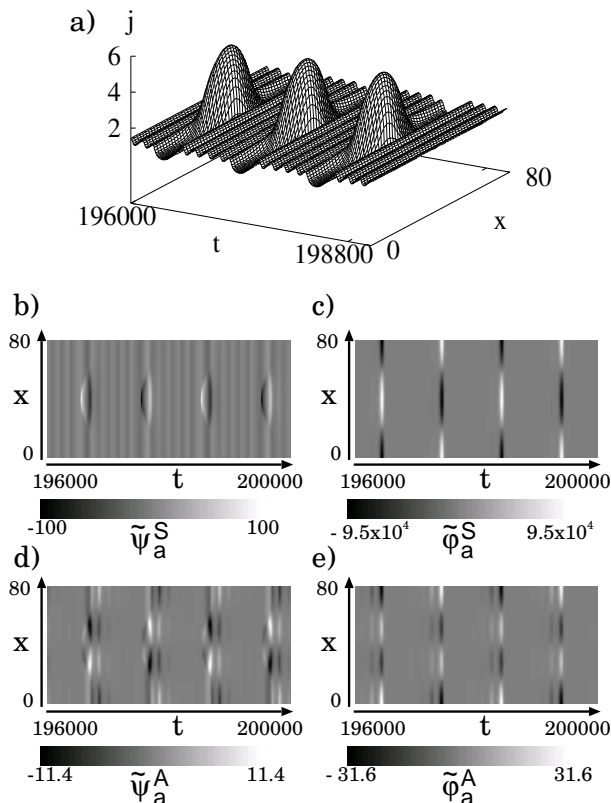 a)
j
6
4
2
196000
t
198800
0
x
80
b)
80
x
0
196000
t
200000
-100
ψ̃ₐˢ
100
c)
80
x
0
196000
t
200000
- 9.5x10⁴
φ̃ₐˢ
9.5x10⁴
d)
80
x
0
196000
t
200000
-11.4
ψ̃ₐᴬ
11.4
e)
80
x
0
196000
t
200000
- 31.6
φ̃ₐᴬ
31.6